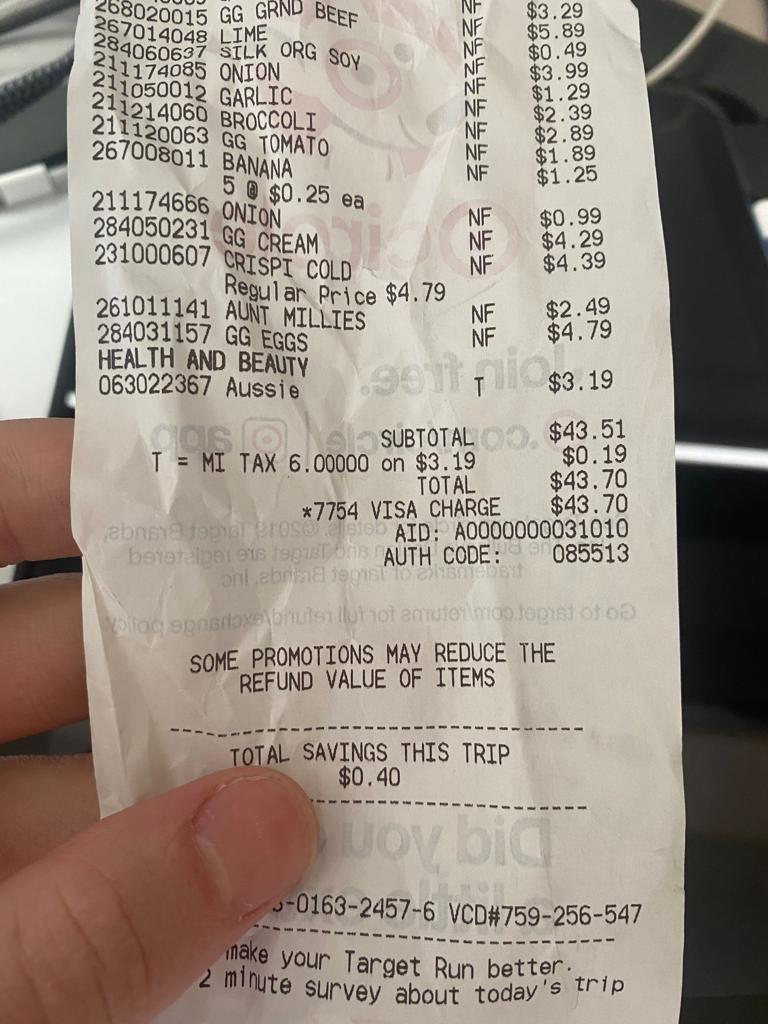 NF $3.29
268020015 GG GRND BEEF NF $5.89
267014048 LIME NF $0.49
284060637 SILK ORG SOY NF $3.99
211174085 ONION NF $1.29
211050012 GARLIC NF $2.39
211214060 BROCCOLI NF $2.89
211120063 GG TOMATO NF $1.89
267008011 BANANA NF $1.25
5 @ $0.25 ea
211174666 ONION NF $0.99
284050231 GG CREAM NF $4.29
231000607 CRISPI COLD NF $4.39
Regular Price $4.79
261011141 AUNT MILLIES NF $2.49
284031157 GG EGGS NF $4.79
HEALTH AND BEAUTY
063022367 Aussie T $3.19
SUBTOTAL $43.51
T = MI TAX 6.00000 on $3.19 $0.19
TOTAL $43.70
*7754 VISA CHARGE $43.70
AID: A0000000031010
AUTH CODE: 085513
SOME PROMOTIONS MAY REDUCE THE
REFUND VALUE OF ITEMS
TOTAL SAVINGS THIS TRIP
$0.40
-0163-2457-6 VCD#759-256-547
make your Target Run better.
2 minute survey about today's trip